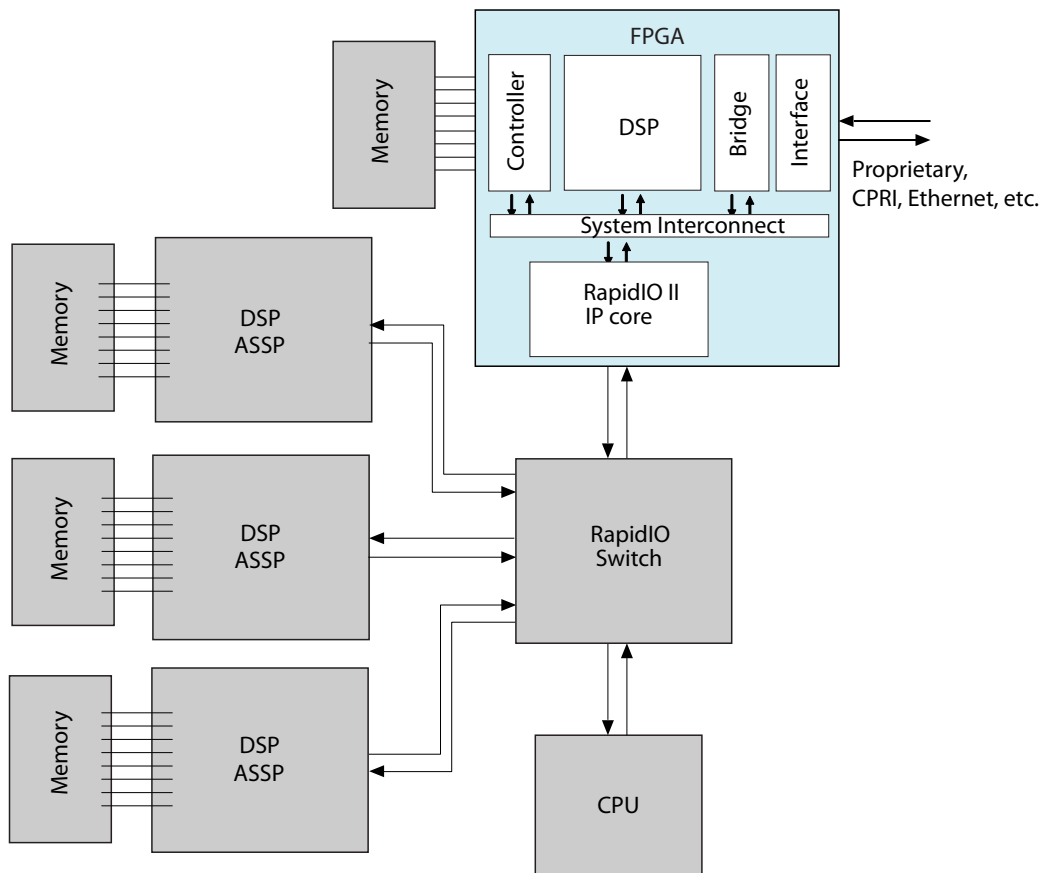 FPGA
Memory
Controller
DSP
Bridge
Interface
Proprietary,
CPRI, Ethernet, etc.
System Interconnect
RapidIO II
IP core
Memory
DSP
ASSP
Memory
DSP
ASSP
RapidIO
Switch
Memory
DSP
ASSP
CPU